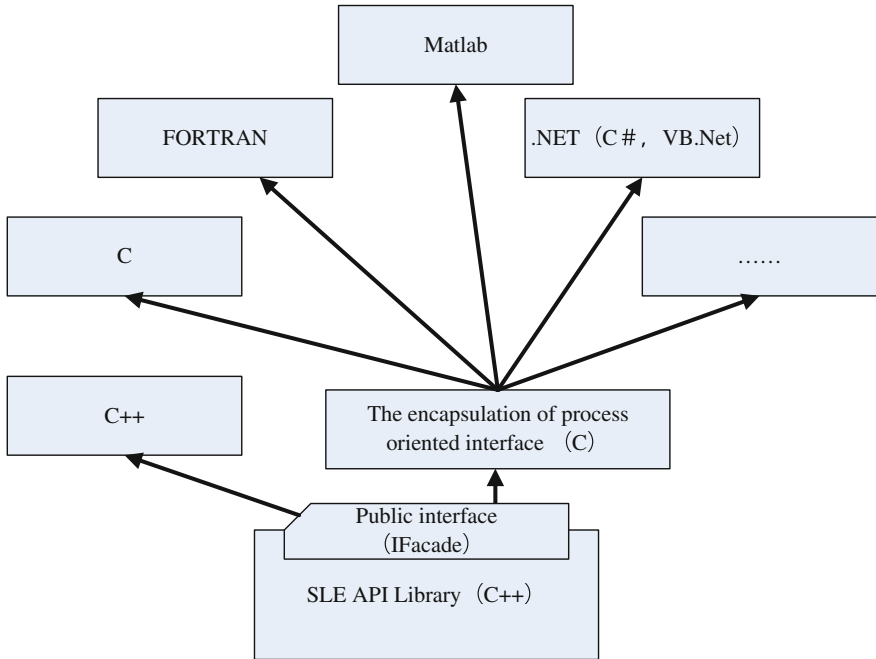 Matlab
FORTRAN
.NET（C＃，VB.Net）
C
……
C++
The encapsulation of process
oriented interface （C）
Public interface
（IFacade）
SLE API Library（C++）